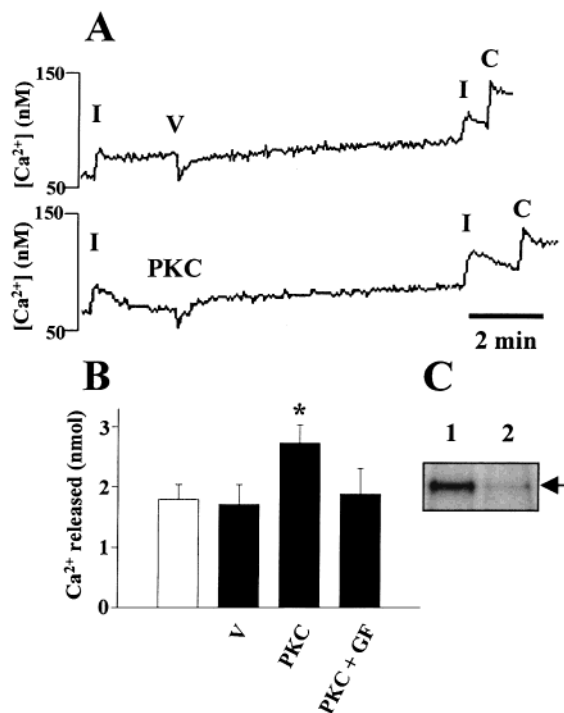 A
150
[Ca²⁺] (nM)
50
I
V
I
C
150
[Ca²⁺] (nM)
50
I
PKC
I
C
2 min
B
3
2
1
0
Ca²⁺ released (nmol)
*
V
PKC
PKC + GF
C
1 2